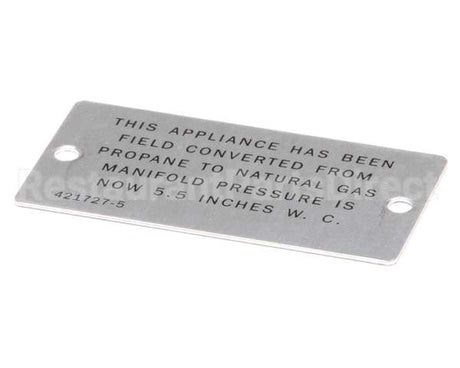 THIS APPLIANCE HAS BEEN
FIELD CONVERTED FROM
PROPANE TO NATURAL GAS
MANIFOLD PRESSURE IS
NOW 5.5 INCHES W. C.
421727-5